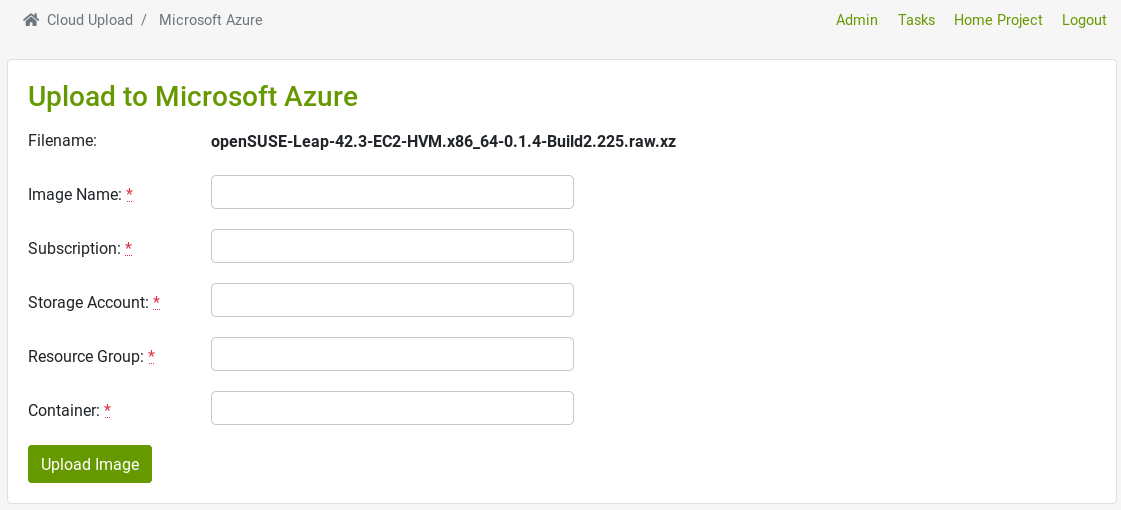 Cloud Upload / Microsoft Azure Admin Tasks Home Project Logout
Upload to Microsoft Azure
Filename: openSUSE-Leap-42.3-EC2-HVM.x86_64-0.1.4-Build2.225.raw.xz
Image Name: *
Subscription: *
Storage Account: *
Resource Group: *
Container: *
Upload Image